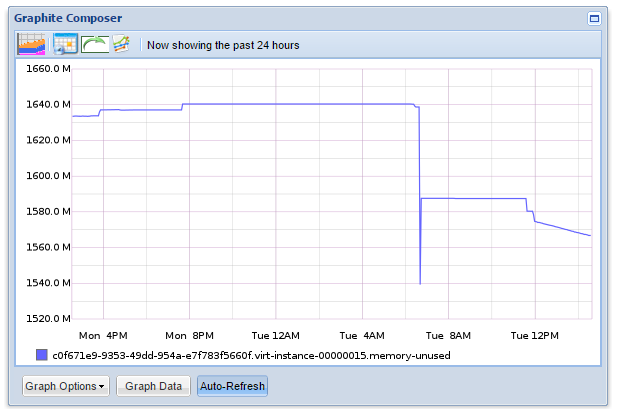 Graphite Composer
Now showing the past 24 hours
1660.0 M
1640.0 M
1620.0 M
1600.0 M
1580.0 M
1560.0 M
1540.0 M
1520.0 M
Mon 4PM Mon 8PM Tue 12AM Tue 4AM Tue 8AM Tue 12PM
c0f671e9-9353-49dd-954a-e7f783f5660f.virt-instance-00000015.memory-unused
Graph Options Graph Data Auto-Refresh